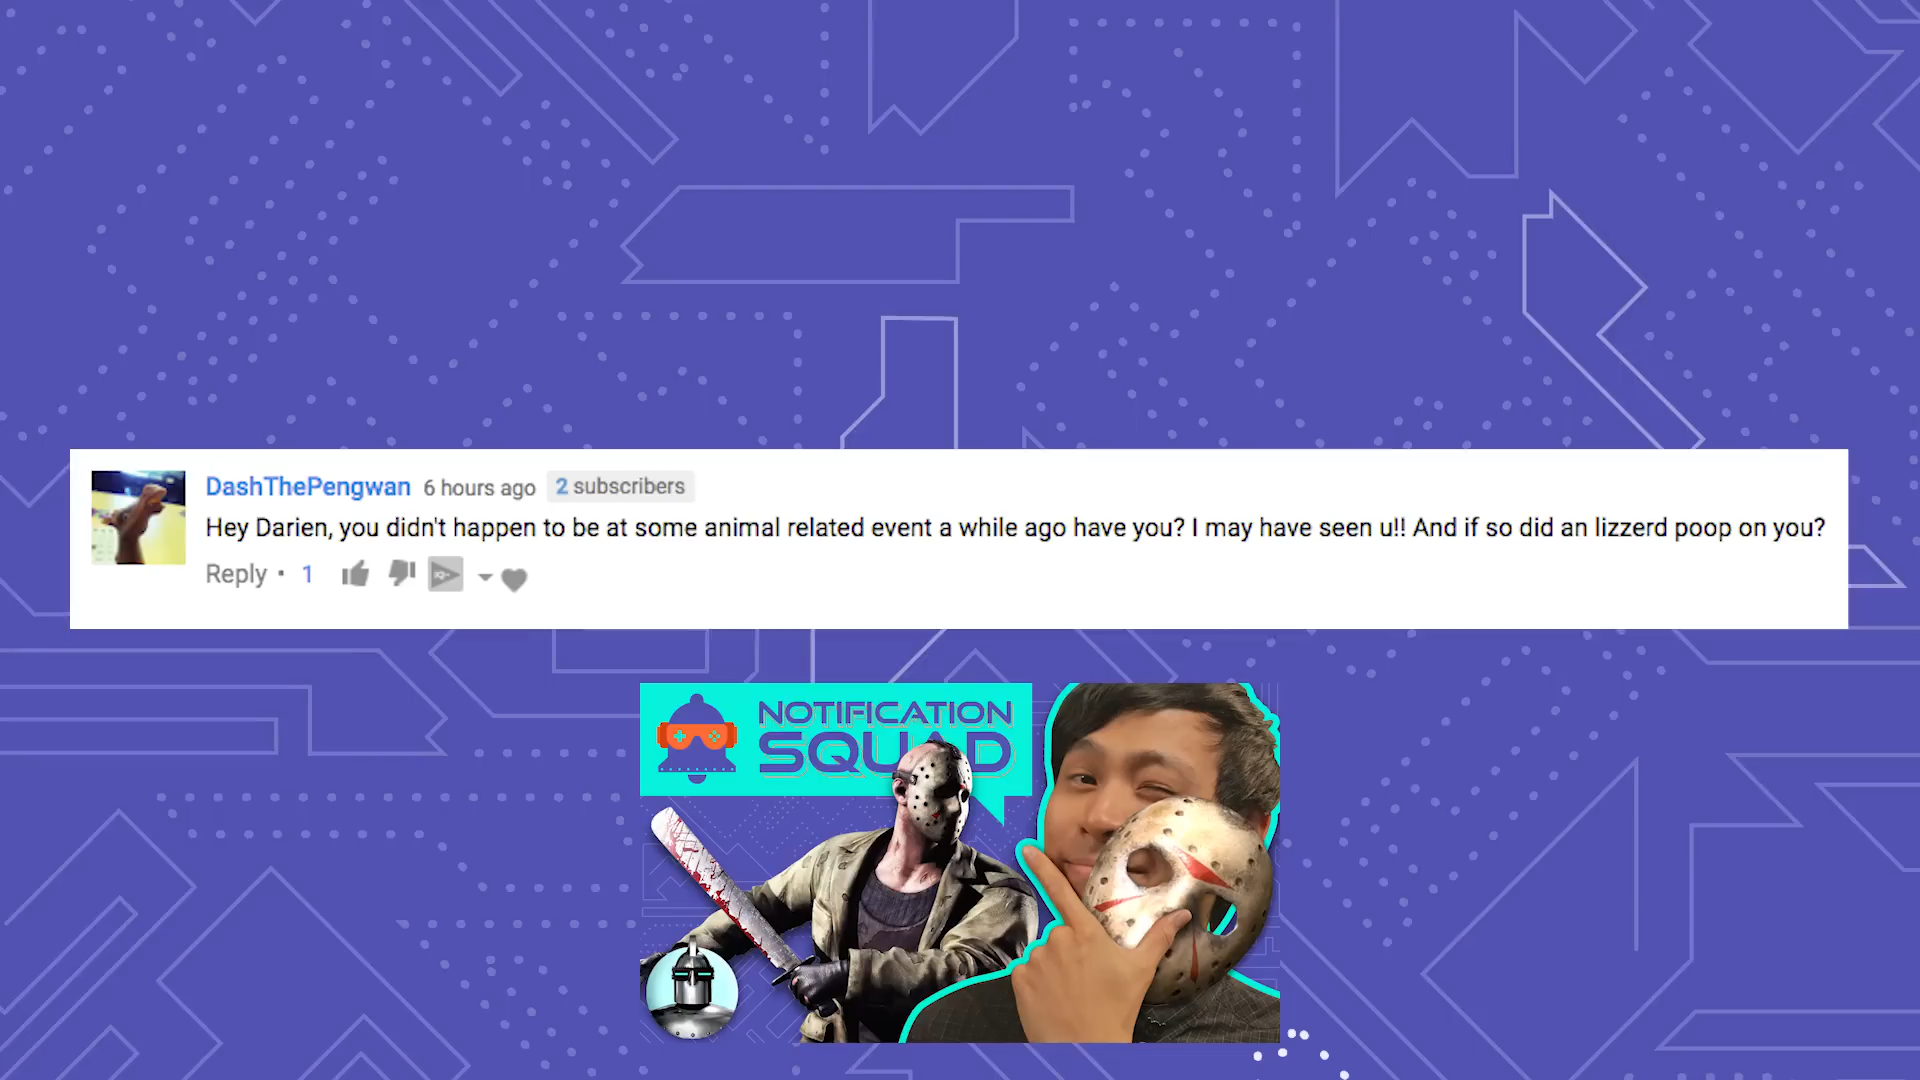 DashThePengwan 6 hours ago 2 subscribers
Hey Darien, you didn't happen to be at some animal related event a while ago have you? I may have seen u!! And if so did an lizzerd poop on you?
Reply • 1
NOTIFICATION
SQUAD